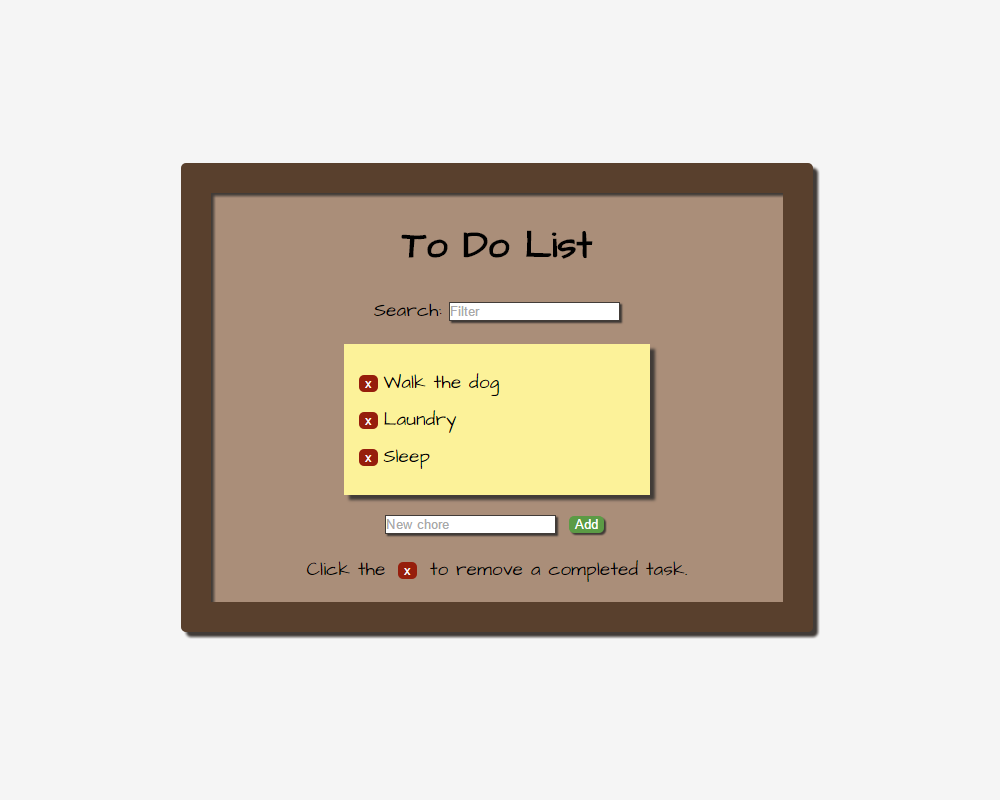 To Do List
Search: Filter
x Walk the dog
x Laundry
x Sleep
New chore Add
Click the x to remove a completed task.